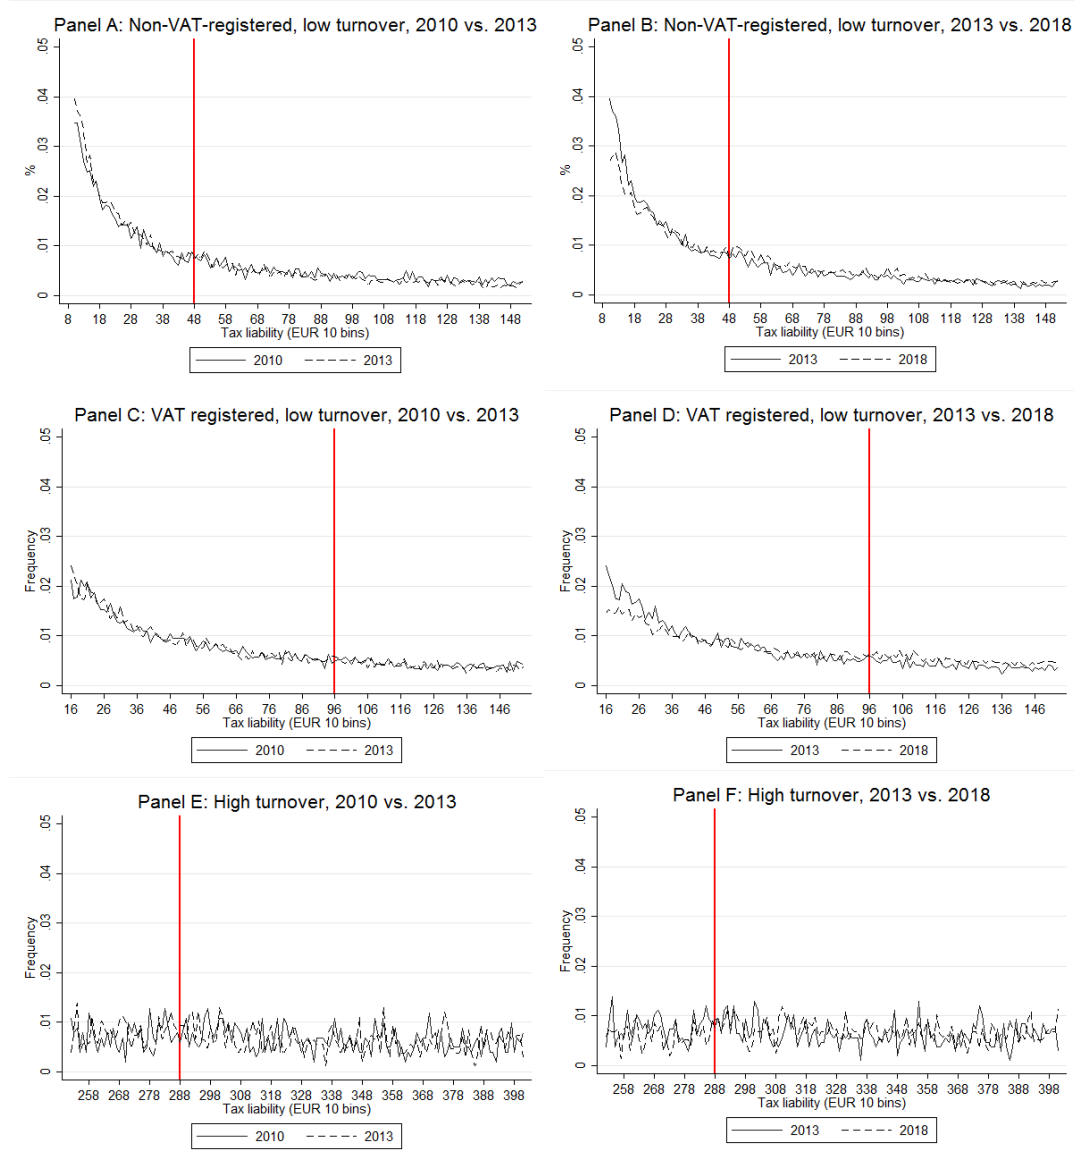 Panel A: Non-VAT-registered, low turnover, 2010 vs. 2013
%
.05
.04
.03
.02
.01
0
8 18 28 38 48 58 68 78 88 98 108 118 128 138 148
Tax liability (EUR 10 bins)
2010 2013
Panel B: Non-VAT-registered, low turnover, 2013 vs. 2018
%
.05
.04
.03
.02
.01
0
8 18 28 38 48 58 68 78 88 98 108 118 128 138 148
Tax liability (EUR 10 bins)
2013 2018
Panel C: VAT registered, low turnover, 2010 vs. 2013
Frequency
.05
.04
.03
.02
.01
0
16 26 36 46 56 66 76 86 96 106 116 126 136 146
Tax liability (EUR 10 bins)
2010 2013
Panel D: VAT registered, low turnover, 2013 vs. 2018
Frequency
.05
.04
.03
.02
.01
0
16 26 36 46 56 66 76 86 96 106 116 126 136 146
Tax liability (EUR 10 bins)
2013 2018
Panel E: High turnover, 2010 vs. 2013
Frequency
.05
.04
.03
.02
.01
0
258 268 278 288 298 308 318 328 338 348 358 368 378 388 398
Tax liability (EUR 10 bins)
2010 2013
Panel F: High turnover, 2013 vs. 2018
Frequency
.05
.04
.03
.02
.01
0
258 268 278 288 298 308 318 328 338 348 358 368 378 388 398
Tax liability (EUR 10 bins)
2013 2018